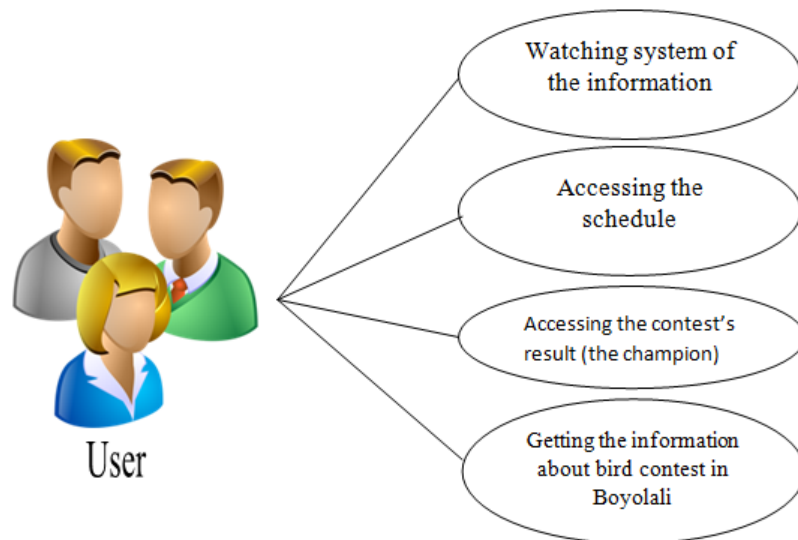 Watching system of
the information
Accessing the
schedule
Accessing the contest's
result (the champion)
Getting the information
about bird contest in
Boyolali
User